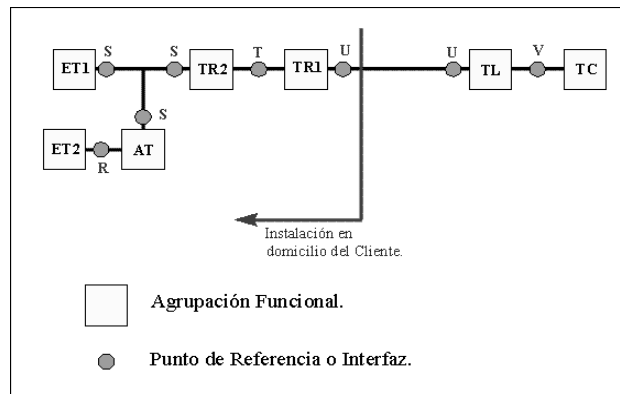 S S T U U V
ET1 TR2 TR1 TL TC
S
ET2 AT
R
Instalación en
domicilio del Cliente.
Agrupación Funcional.
Punto de Referencia o Interfaz.